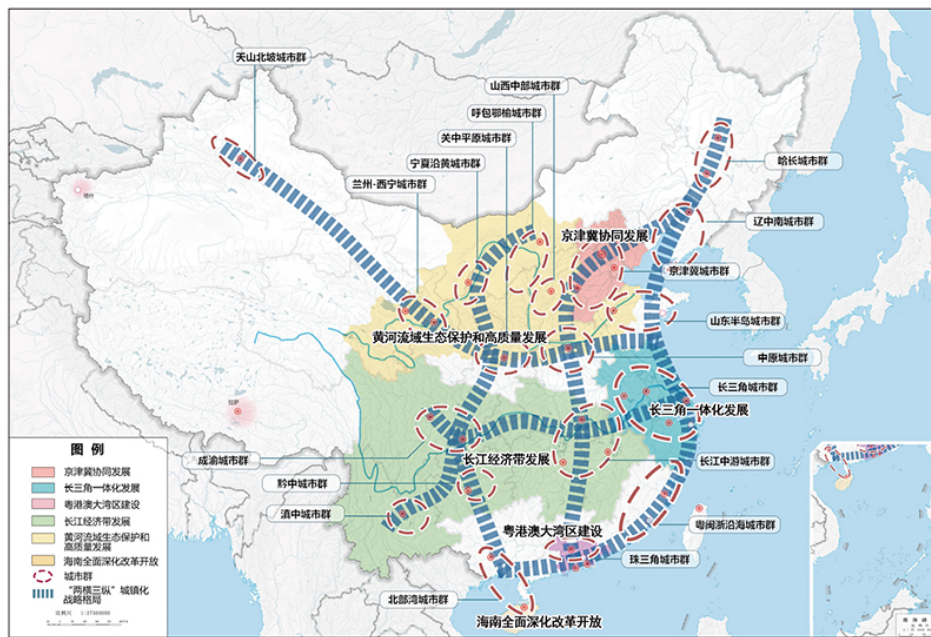 天山北坡城市群
山西中部城市群
呼包鄂榆城市群
关中平原城市群
宁夏沿黄城市群
兰州-西宁城市群
哈长城市群
辽中南城市群
京津冀协同发展
京津冀城市群
山东半岛城市群
黄河流域生态保护和高质量发展
中原城市群
长三角城市群
长三角一体化发展
拉萨
成渝城市群
长江经济带发展
长江中游城市群
黔中城市群
滇中城市群
粤港澳大湾区建设
粤闽浙沿海城市群
珠三角城市群
北部湾城市群
海南全面深化改革开放
图 例
京津冀协同发展
长三角一体化发展
粤港澳大湾区建设
长江经济带发展
黄河流域生态保护和
高质量发展
海南全面深化改革开放
城市群
“两横三纵”城镇化
战略格局